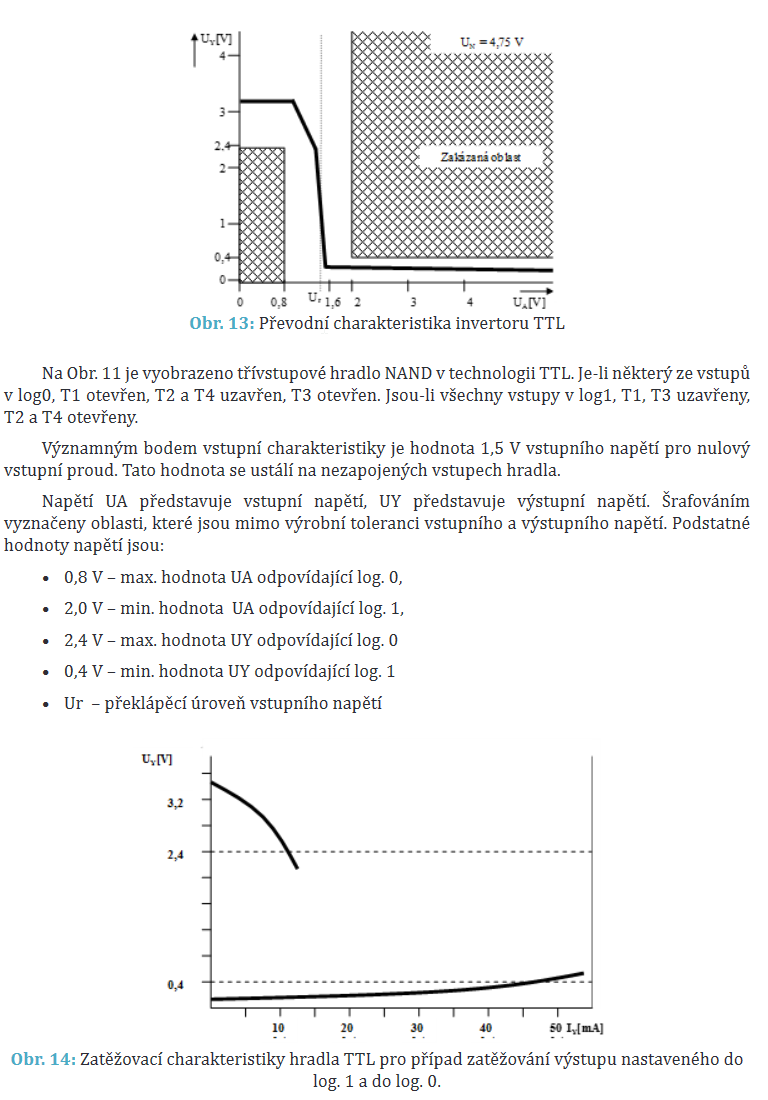 U_Y[V]
U_N = 4,75 V
4
3
2,4
2
Zakázaná oblast
1
0,4
0
0 0,8 U_r 1,6 2 3 4 U_A[V]
Obr. 13: Převodní charakteristika invertoru TTL
Na Obr. 11 je vyobrazeno třívstupové hradlo NAND v technologii TTL. Je-li některý ze vstupů
v log0, T1 otevřen, T2 a T4 uzavřen, T3 otevřen. Jsou-li všechny vstupy v log1, T1, T3 uzavřeny,
T2 a T4 otevřeny.
Významným bodem vstupní charakteristiky je hodnota 1,5 V vstupního napětí pro nulový
vstupní proud. Tato hodnota se ustálí na nezapojených vstupech hradla.
Napětí UA představuje vstupní napětí, UY představuje výstupní napětí. Šrafováním
vyznačeny oblasti, které jsou mimo výrobní toleranci vstupního a výstupního napětí. Podstatné
hodnoty napětí jsou:
• 0,8 V – max. hodnota UA odpovídající log. 0,
• 2,0 V – min. hodnota UA odpovídající log. 1,
• 2,4 V – max. hodnota UY odpovídající log. 0
• 0,4 V – min. hodnota UY odpovídající log. 1
• Ur – překlápěcí úroveň vstupního napětí
U_Y[V]
3,2
2,4
0,4
10 20 30 40 50 I_Y[mA]
Obr. 14: Zatěžovací charakteristiky hradla TTL pro případ zatěžování výstupu nastaveného do
log. 1 a do log. 0.